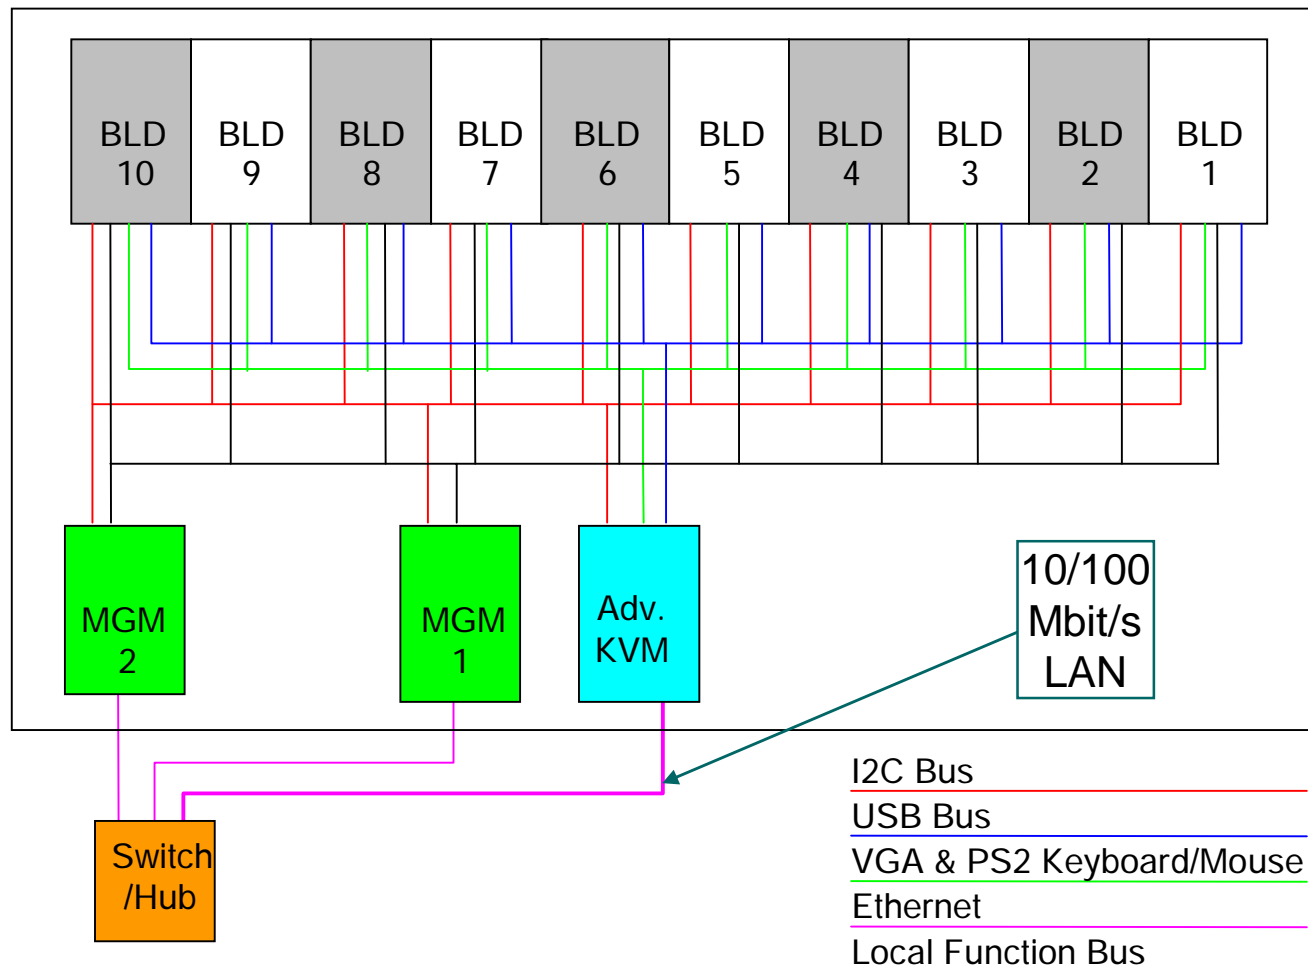 BLD
10
BLD
9
BLD
8
BLD
7
BLD
6
BLD
5
BLD
4
BLD
3
BLD
2
BLD
1
MGM
2
MGM
1
Adv.
KVM
10/100
Mbit/s
LAN
Switch
/Hub
I2C Bus
USB Bus
VGA & PS2 Keyboard/Mouse
Ethernet
Local Function Bus